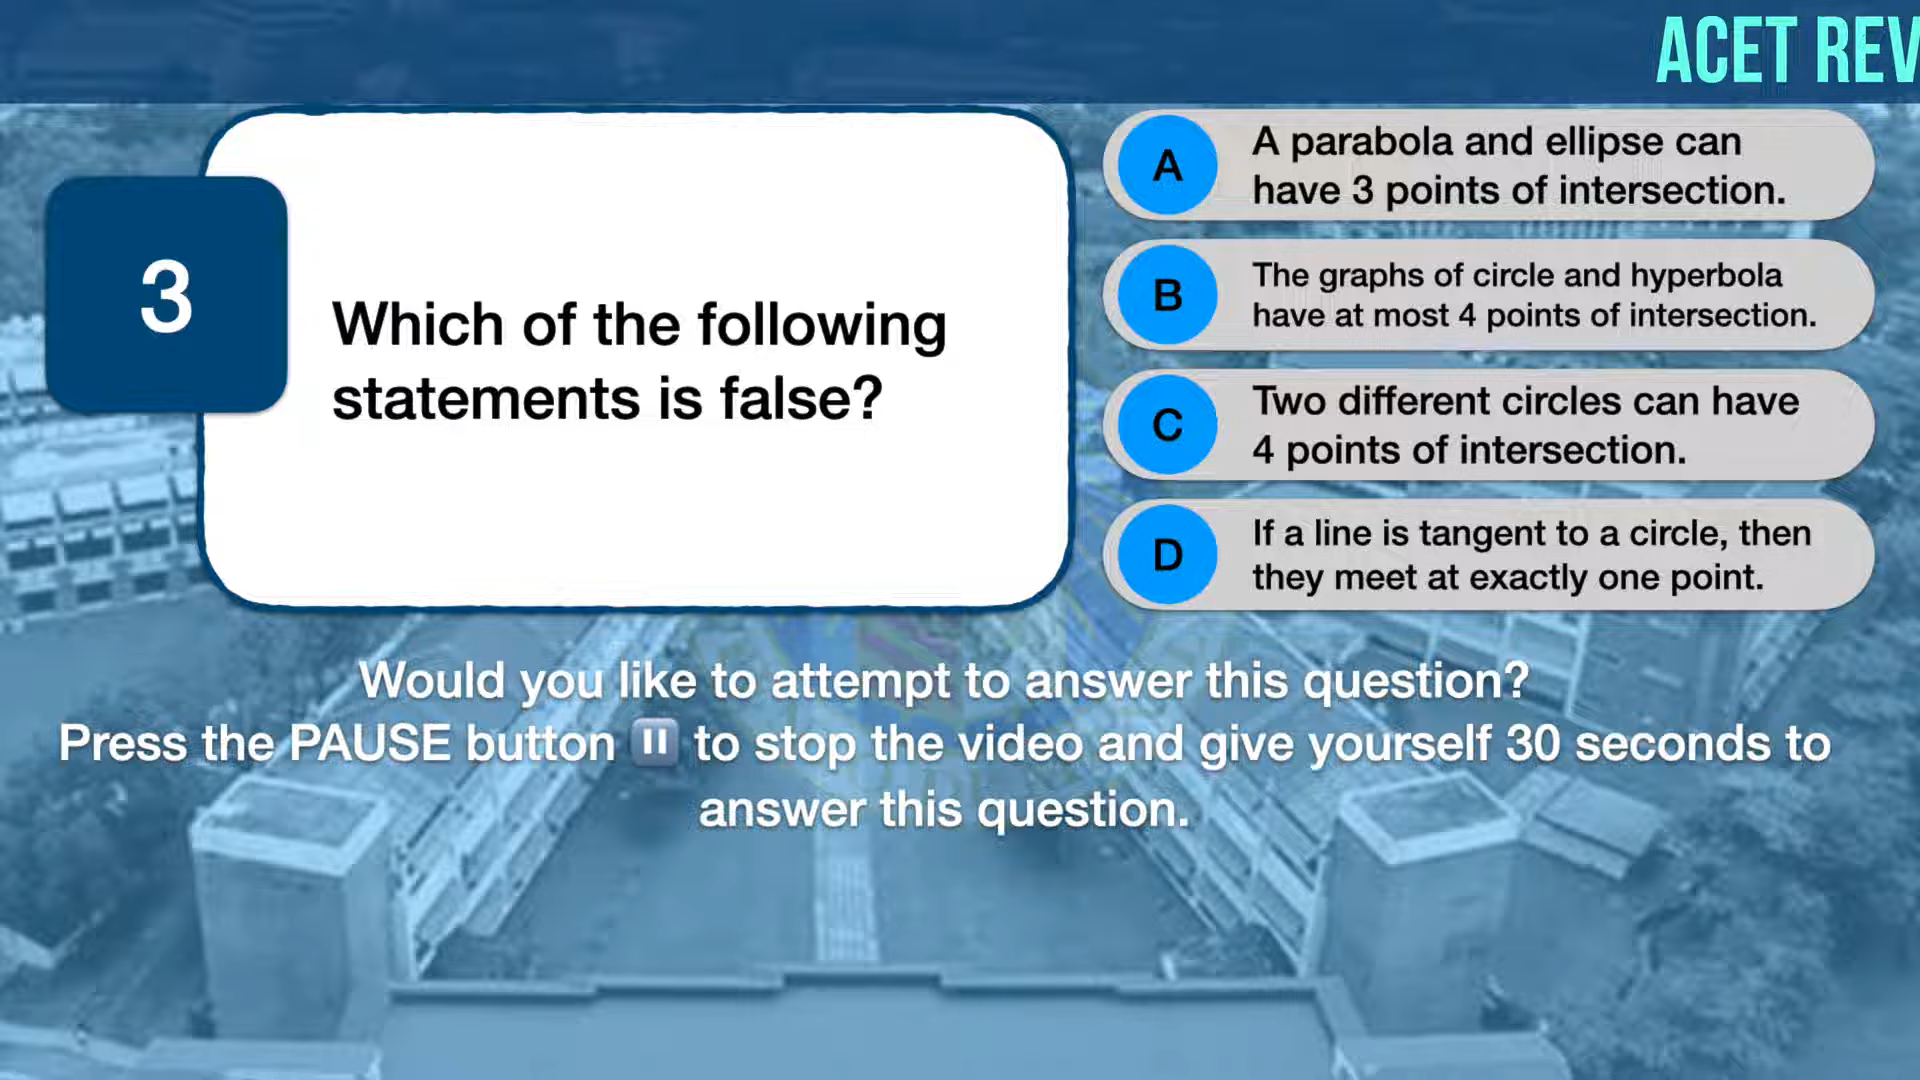 ACET REV
3
Which of the following
statements is false?
A
A parabola and ellipse can
have 3 points of intersection.
B
The graphs of circle and hyperbola
have at most 4 points of intersection.
C
Two different circles can have
4 points of intersection.
D
If a line is tangent to a circle, then
they meet at exactly one point.
Would you like to attempt to answer this question?
Press the PAUSE button ⏸ to stop the video and give yourself 30 seconds to
answer this question.